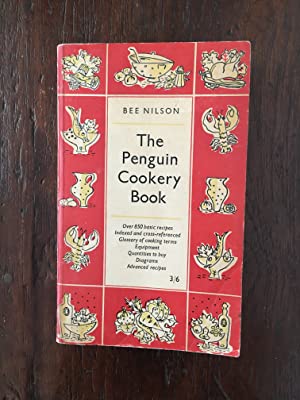 BEE NILSON
The
Penguin
Cookery
Book
Over 850 basic recipes
Indexed and cross-referenced
Glossary of cooking terms
Equipment
Quantities to buy
Diagrams
Advanced recipes
3/6